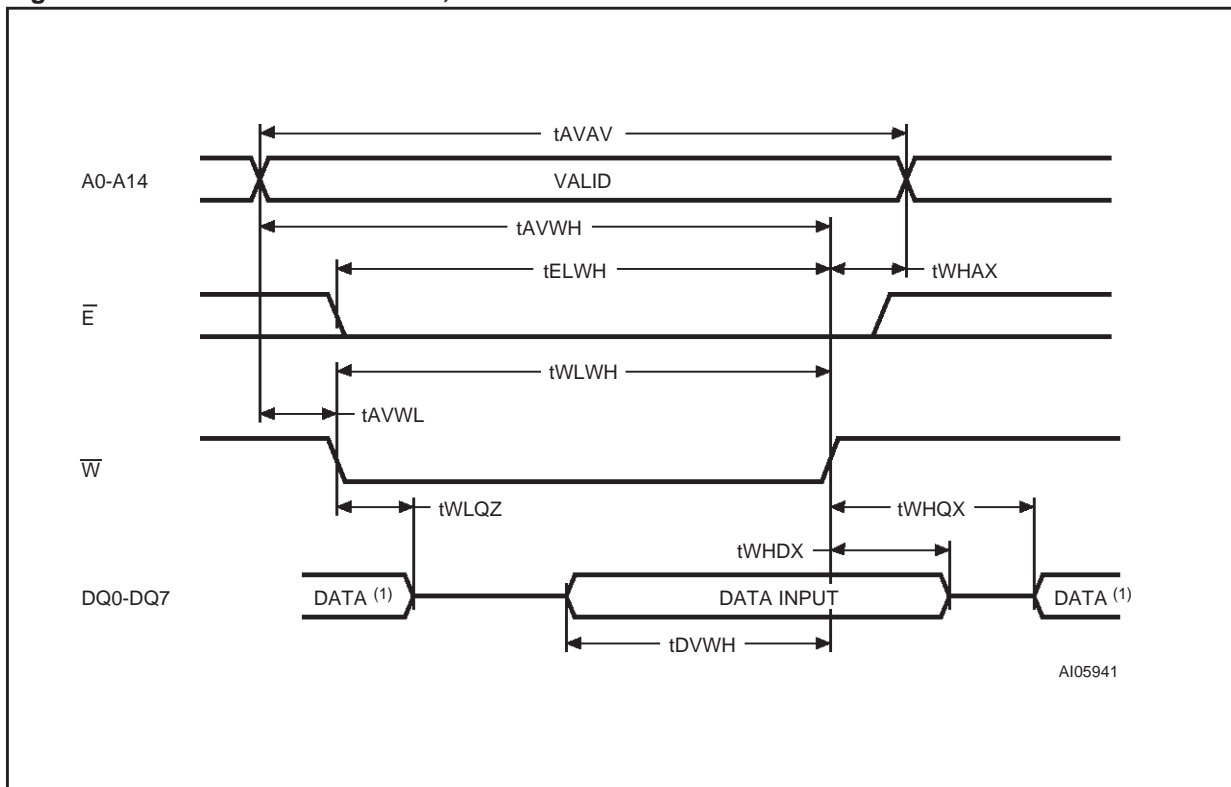 tAVAV
A0-A14
VALID
tAVWH
tELWH
tWHAX
E̅
tWLWH
tAVWL
W̅
tWLQZ
tWHQX
tWHDX
DQ0-DQ7
DATA (1)
DATA INPUT
DATA (1)
tDVWH
AI05941